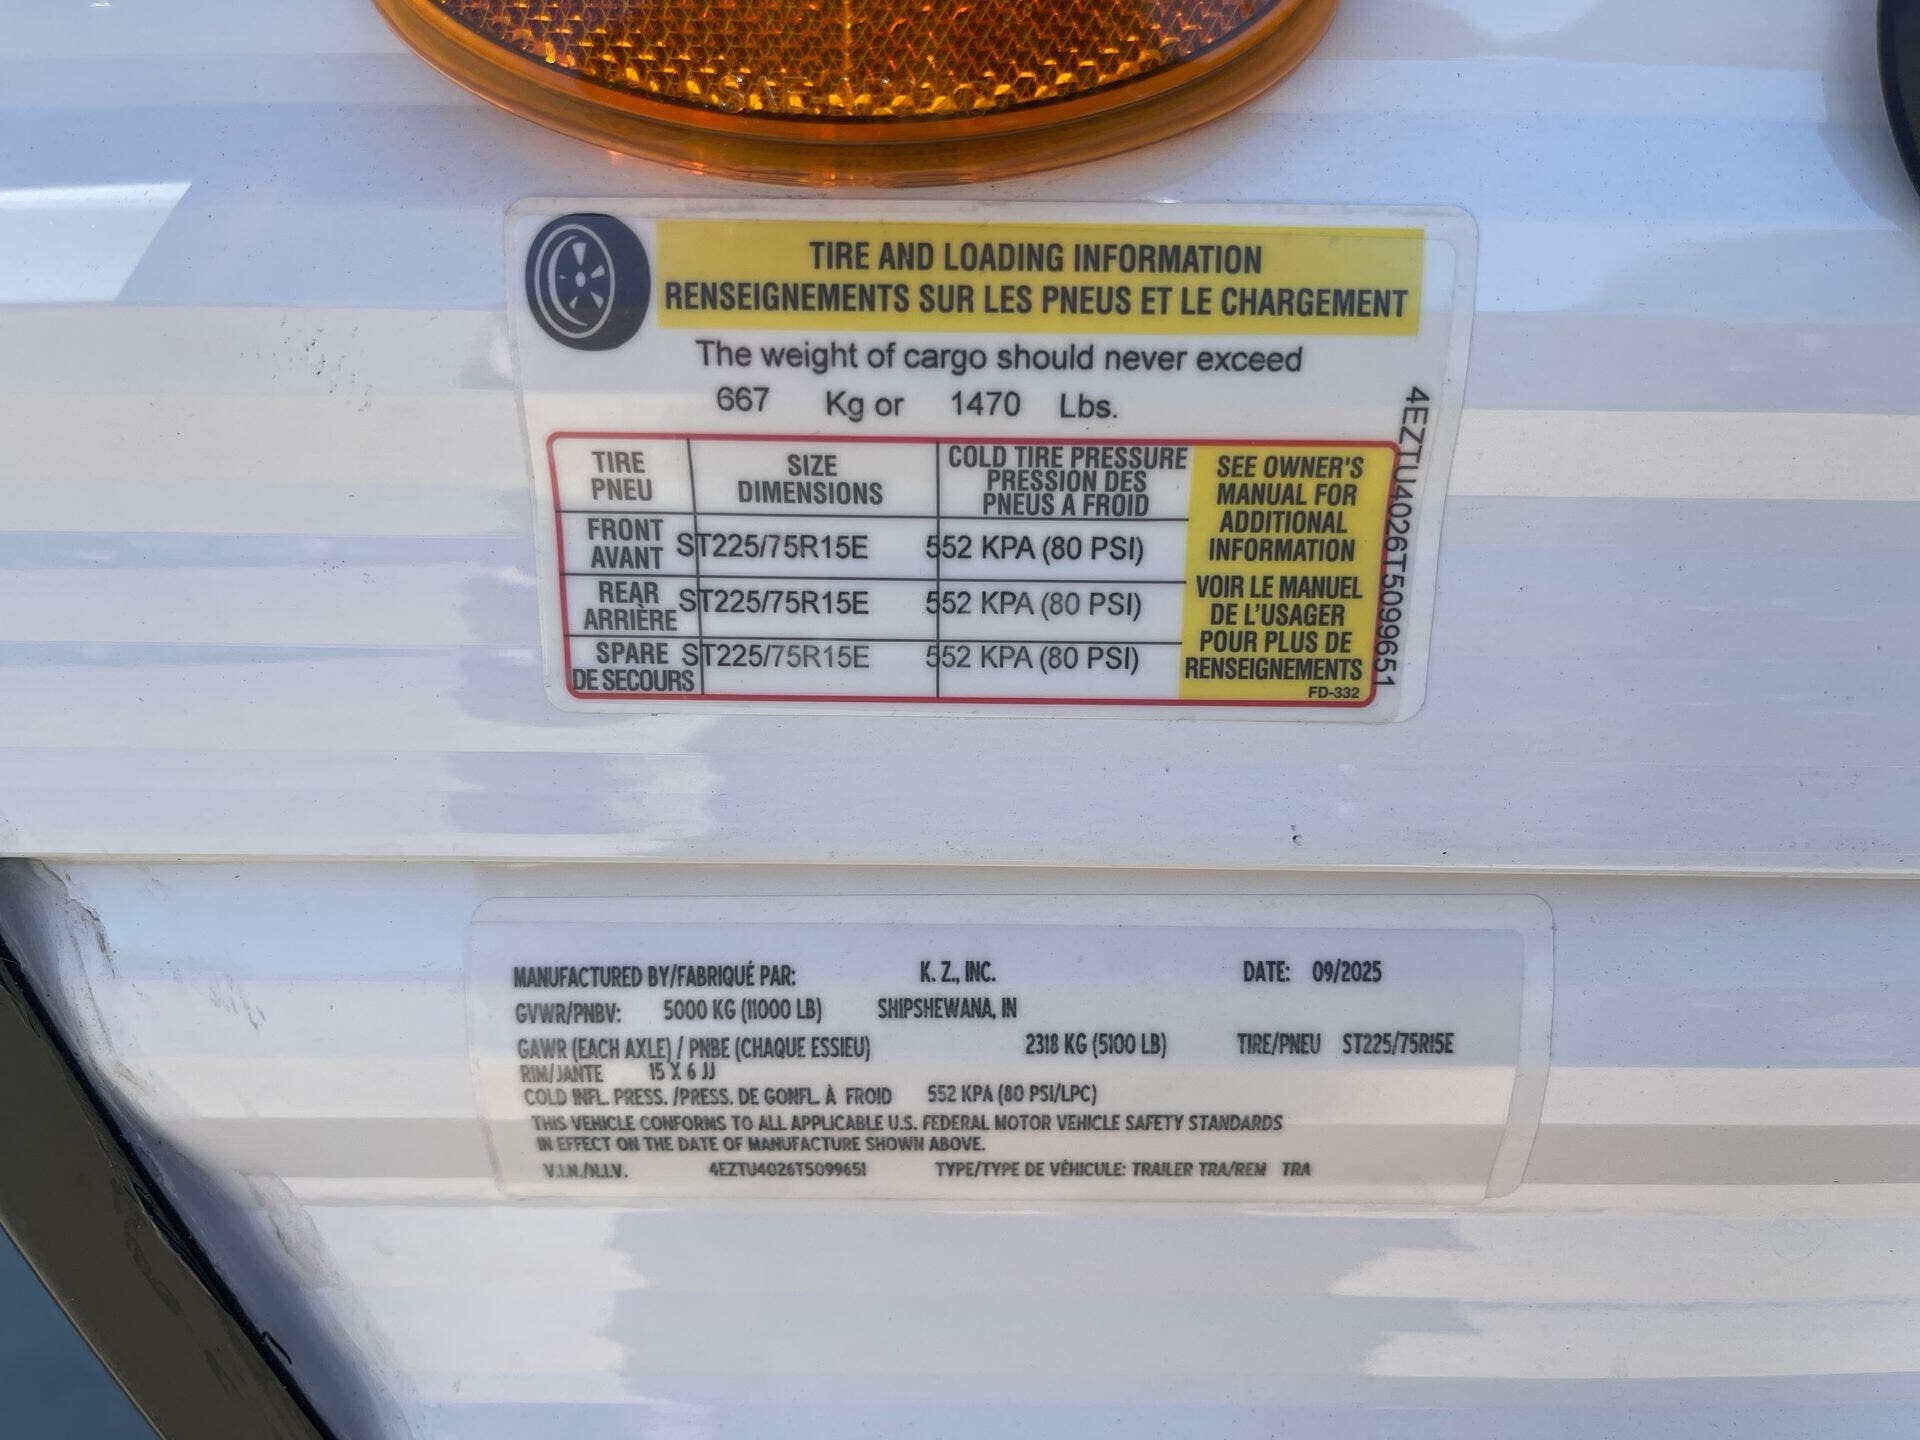 TIRE AND LOADING INFORMATION
RENSEIGNEMENTS SUR LES PNEUS ET LE CHARGEMENT
The weight of cargo should never exceed
667 Kg or 1470 Lbs.
TIRE
PNEU
SIZE
DIMENSIONS
COLD TIRE PRESSURE
PRESSION DES
PNEUS A FROID
FRONT
AVANT
ST225/75R15E
552 KPA (80 PSI)
REAR
ARRIÈRE
ST225/75R15E
552 KPA (80 PSI)
SPARE
DE SECOURS
ST225/75R15E
552 KPA (80 PSI)
SEE OWNER'S
MANUAL FOR
ADDITIONAL
INFORMATION
VOIR LE MANUEL
DE L'USAGER
POUR PLUS DE
RENSEIGNEMENTS
FD-332
4EZTU4026T5099651
MANUFACTURED BY/FABRIQUÉ PAR: K. Z., INC. DATE: 09/2025
GVWR/PNBV: 5000 KG (11000 LB) SHIPSHEWANA, IN
GAWR (EACH AXLE) / PNBE (CHAQUE ESSIEU) 2318 KG (5100 LB) TIRE/PNEU ST225/75R15E
RIM/JANTE 15 X 6 JJ
COLD INFL. PRESS. /PRESS. DE GONFL. À FROID 552 KPA (80 PSI/LPC)
THIS VEHICLE CONFORMS TO ALL APPLICABLE U.S. FEDERAL MOTOR VEHICLE SAFETY STANDARDS
IN EFFECT ON THE DATE OF MANUFACTURE SHOWN ABOVE.
V.I.N./N.I.V. 4EZTU4026T5099651 TYPE/TYPE DE VÉHICULE: TRAILER TRA/REM TRA